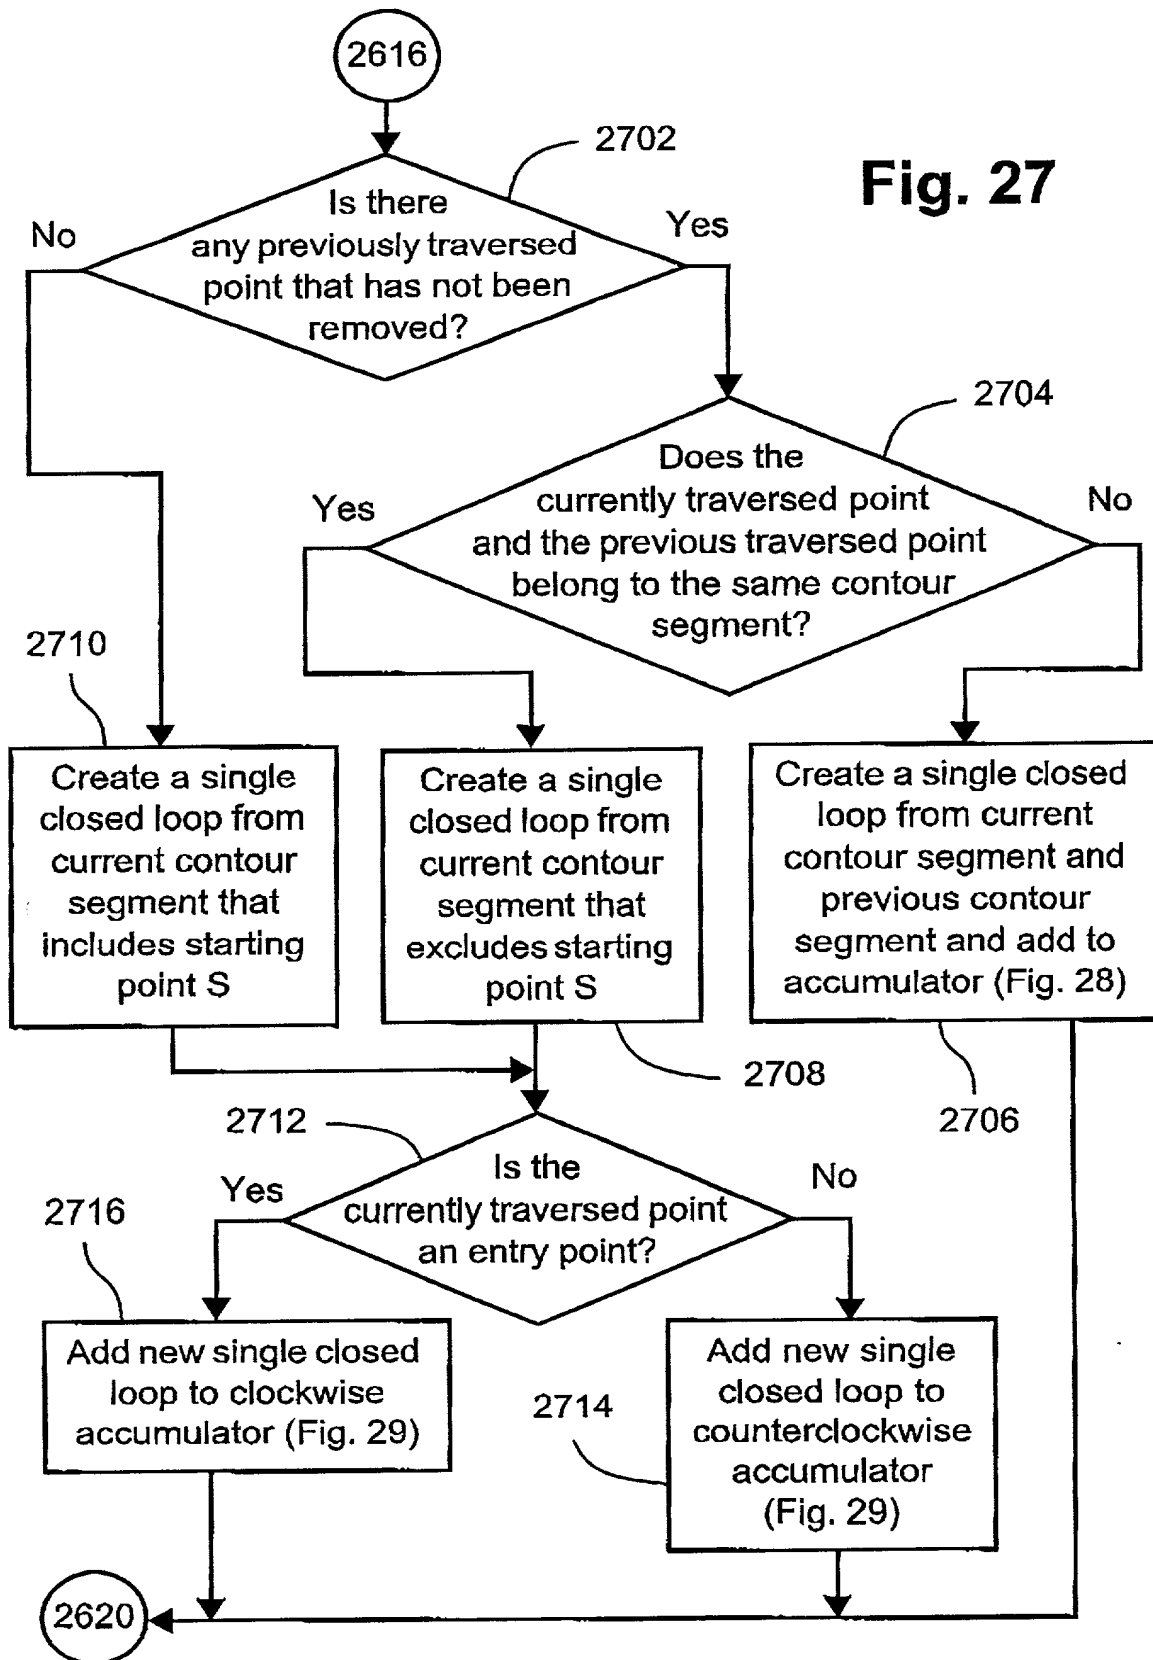 2616
2702
Fig. 27
Is there
any previously traversed
point that has not been
removed?
No
Yes
2704
Does the
currently traversed point
and the previous traversed point
belong to the same contour
segment?
Yes
No
2710
Create a single
closed loop from
current contour
segment that
includes starting
point S
Create a single
closed loop from
current contour
segment that
excludes starting
point S
Create a single closed
loop from current
contour segment and
previous contour
segment and add to
accumulator (Fig. 28)
2708
2706
2712
Is the
currently traversed point
an entry point?
Yes
No
2716
Add new single closed
loop to clockwise
accumulator (Fig. 29)
2714
Add new single
closed loop to
counterclockwise
accumulator
(Fig. 29)
2620